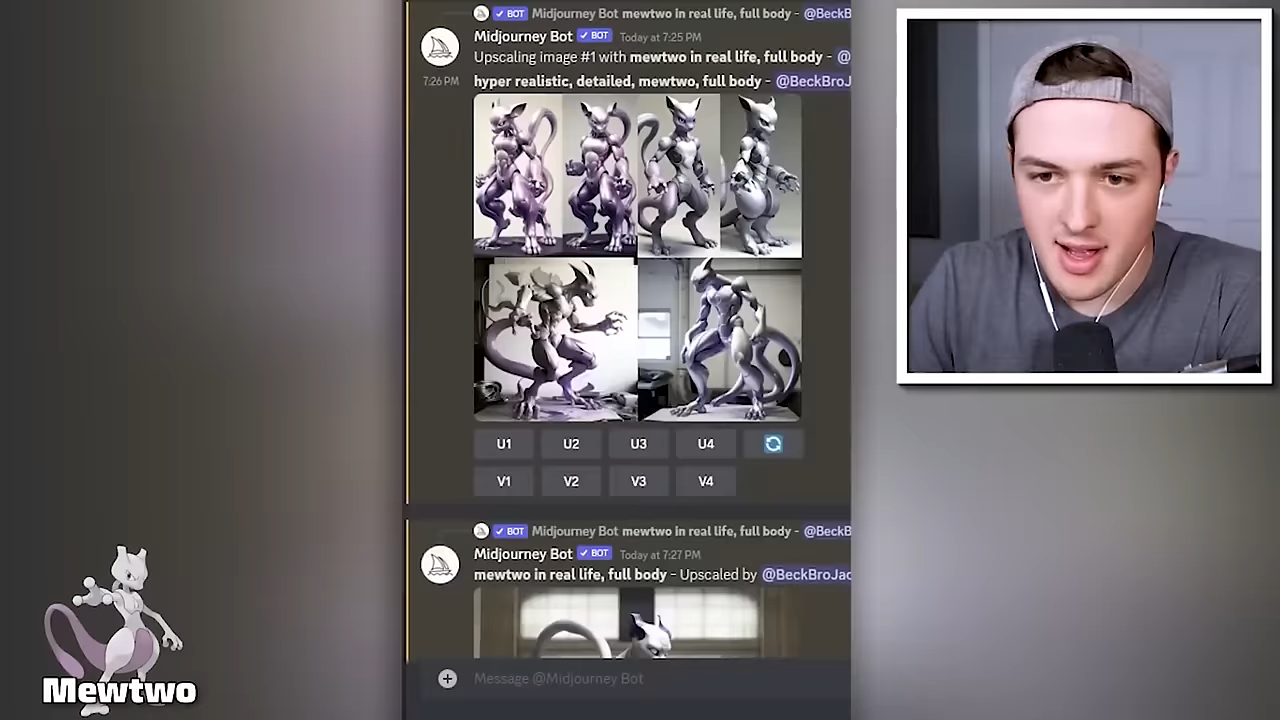 BOT Midjourney Bot mewtwo in real life, full body - @BeckB
Midjourney Bot BOT Today at 7:25 PM
Upscaling image #1 with mewtwo in real life, full body - @
7:26 PM hyper realistic, detailed, mewtwo, full body - @BeckBroJ
U1 U2 U3 U4
V1 V2 V3 V4
BOT Midjourney Bot mewtwo in real life, full body - @BeckB
Midjourney Bot BOT Today at 7:27 PM
mewtwo in real life, full body - Upscaled by @BeckBroJac
Message @Midjourney Bot
Mewtwo